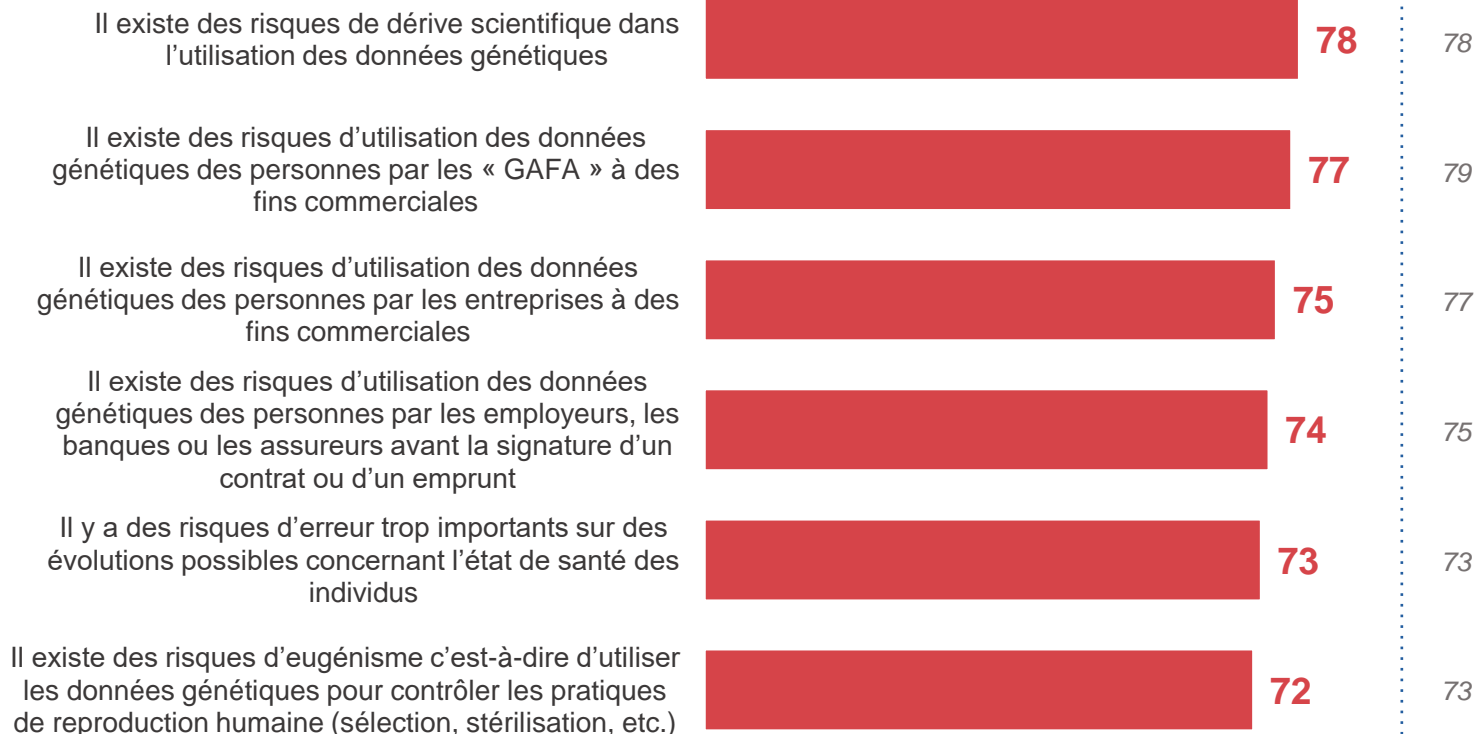 Il existe des risques de dérive scientifique dans
l’utilisation des données génétiques
78
78
Il existe des risques d’utilisation des données
génétiques des personnes par les « GAFA » à des
fins commerciales
77
79
Il existe des risques d’utilisation des données
génétiques des personnes par les entreprises à des
fins commerciales
75
77
Il existe des risques d’utilisation des données
génétiques des personnes par les employeurs, les
banques ou les assureurs avant la signature d’un
contrat ou d’un emprunt
74
75
Il y a des risques d’erreur trop importants sur des
évolutions possibles concernant l’état de santé des
individus
73
73
Il existe des risques d’eugénisme c’est-à-dire d’utiliser
les données génétiques pour contrôler les pratiques
de reproduction humaine (sélection, stérilisation, etc.)
72
73